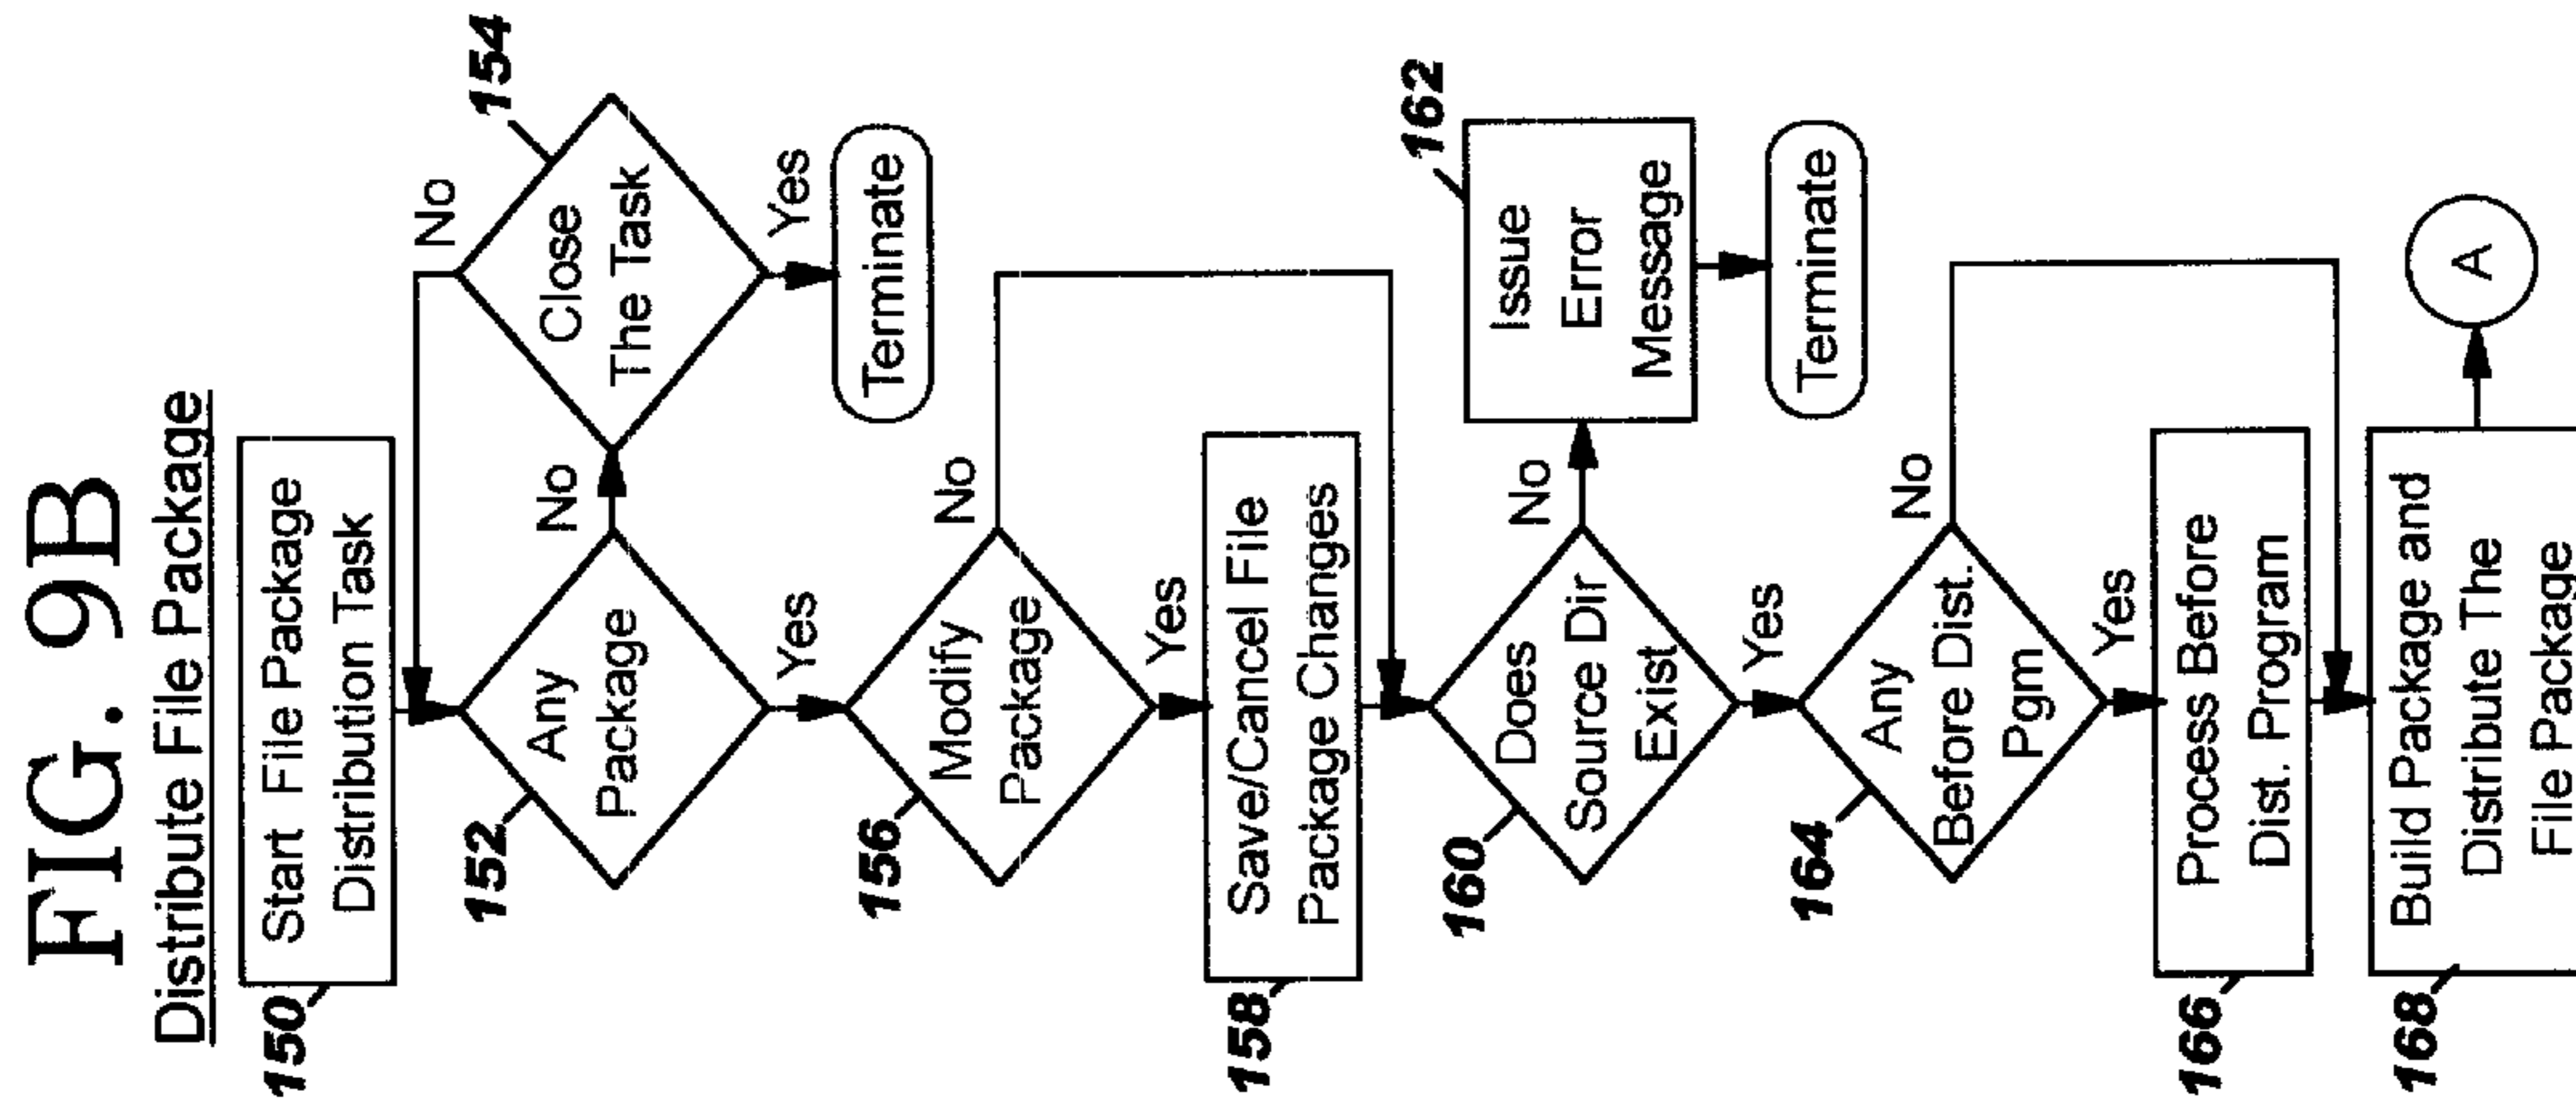 FIG. 9B
Distribute File Package
150
Start File Package
Distribution Task
152
Any
Package
No
Yes
154
Close
The Task
No
Yes
Terminate
156
Modify
Package
No
Yes
158
Save/Cancel File
Package Changes
160
Does
Source Dir
Exist
No
Yes
162
Issue
Error
Message
Terminate
164
Any
Before Dist.
Pgm
No
Yes
166
Process Before
Dist. Program
168
Build Package and
Distribute The
File Package
A